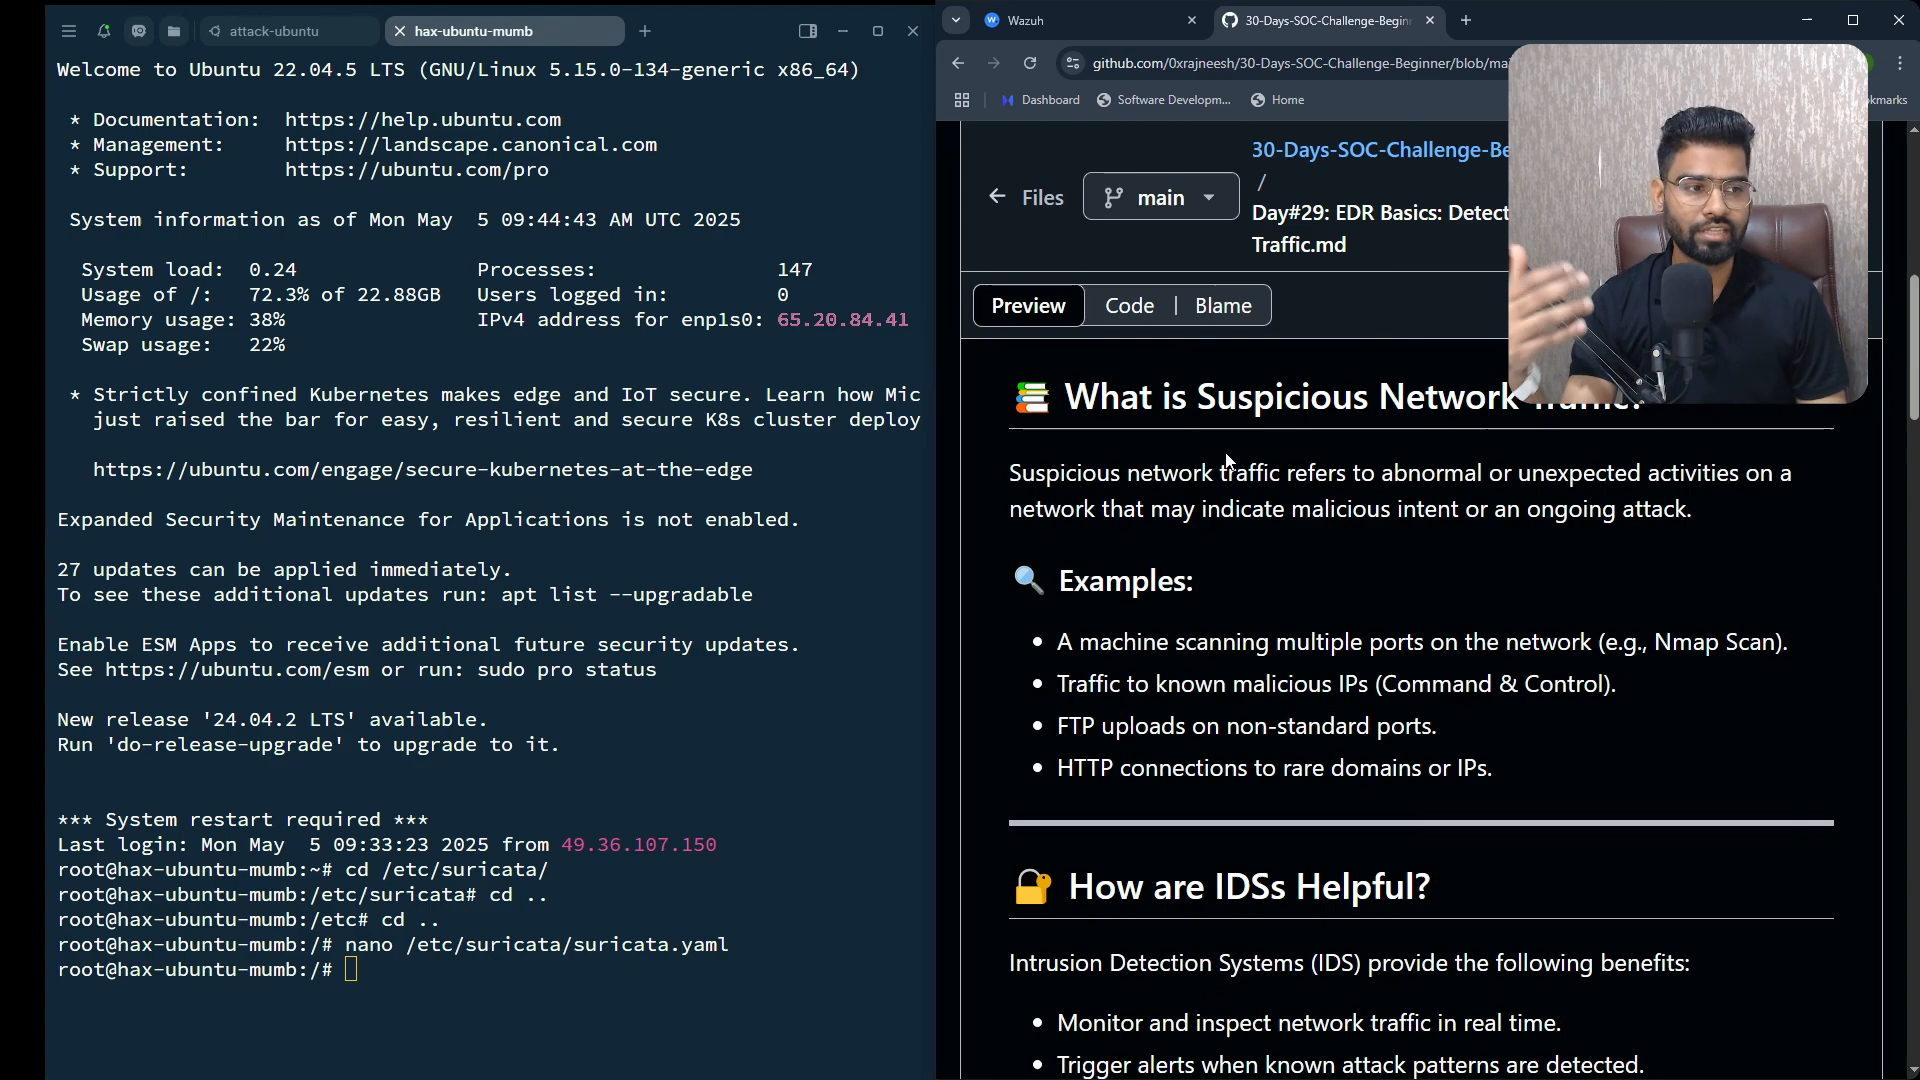 attack-ubuntu
hax-ubuntu-mumb
Welcome to Ubuntu 22.04.5 LTS (GNU/Linux 5.15.0-134-generic x86_64)
* Documentation: https://help.ubuntu.com
* Management: https://landscape.canonical.com
* Support: https://ubuntu.com/pro
System information as of Mon May 5 09:44:43 AM UTC 2025
System load: 0.24 Processes: 147
Usage of /: 72.3% of 22.88GB Users logged in: 0
Memory usage: 38% IPv4 address for enp1s0: 65.20.84.41
Swap usage: 22%
* Strictly confined Kubernetes makes edge and IoT secure. Learn how Mic
just raised the bar for easy, resilient and secure K8s cluster deploy
https://ubuntu.com/engage/secure-kubernetes-at-the-edge
Expanded Security Maintenance for Applications is not enabled.
27 updates can be applied immediately.
To see these additional updates run: apt list --upgradable
Enable ESM Apps to receive additional future security updates.
See https://ubuntu.com/esm or run: sudo pro status
New release '24.04.2 LTS' available.
Run 'do-release-upgrade' to upgrade to it.
*** System restart required ***
Last login: Mon May 5 09:33:23 2025 from 49.36.107.150
root@hax-ubuntu-mumb:~# cd /etc/suricata/
root@hax-ubuntu-mumb:/etc/suricata# cd ..
root@hax-ubuntu-mumb:/etc# cd ..
root@hax-ubuntu-mumb:/# nano /etc/suricata/suricata.yaml
root@hax-ubuntu-mumb:/#
Wazuh
30-Days-SOC-Challenge-Beginn
github.com/0xrajneesh/30-Days-SOC-Challenge-Beginner/blob/ma
Dashboard
Software Developm...
Home
kmarks
30-Days-SOC-Challenge-Be
/
Files
main
Day#29: EDR Basics: Detect
Traffic.md
Preview
Code
Blame
What is Suspicious Network
Suspicious network traffic refers to abnormal or unexpected activities on a
network that may indicate malicious intent or an ongoing attack.
Examples:
• A machine scanning multiple ports on the network (e.g., Nmap Scan).
• Traffic to known malicious IPs (Command & Control).
• FTP uploads on non-standard ports.
• HTTP connections to rare domains or IPs.
How are IDSs Helpful?
Intrusion Detection Systems (IDS) provide the following benefits:
• Monitor and inspect network traffic in real time.
• Trigger alerts when known attack patterns are detected.